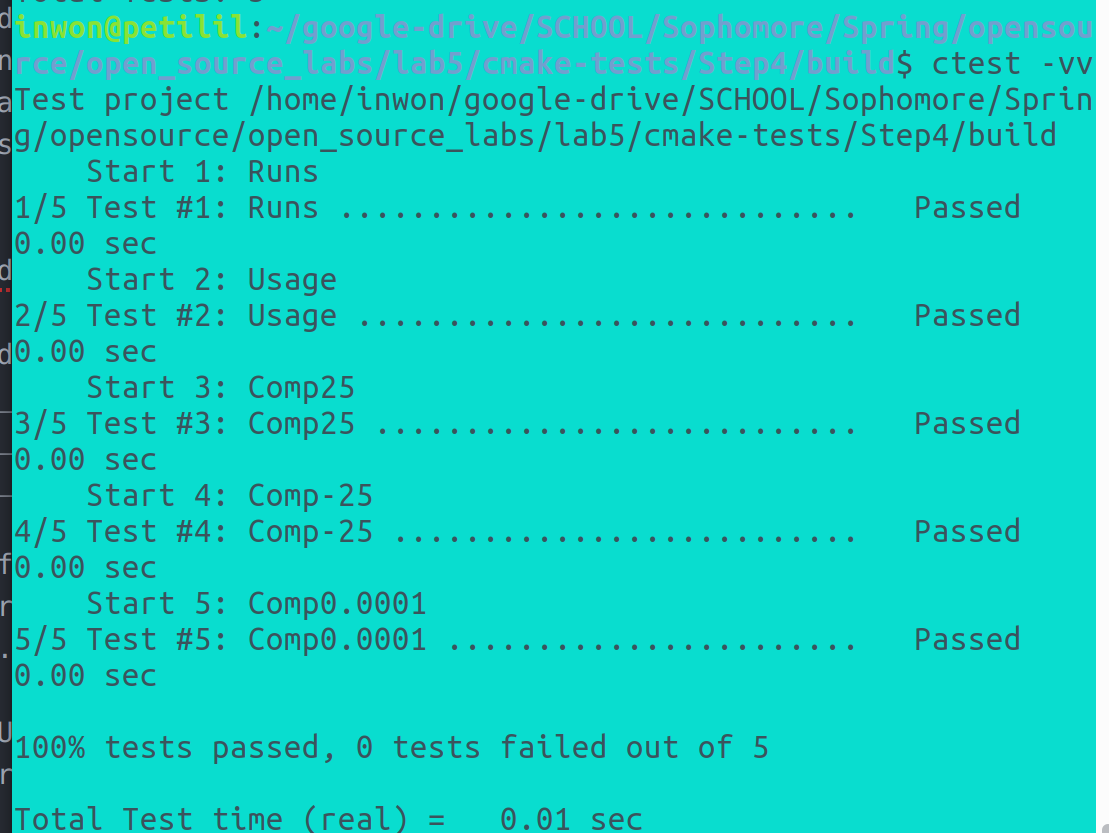 inwon@petilil:~/google-drive/SCHOOL/Sophomore/Spring/opensou
rce/open_source_labs/lab5/cmake-tests/Step4/build$ ctest -vv
Test project /home/inwon/google-drive/SCHOOL/Sophomore/Sprin
g/opensource/open_source_labs/lab5/cmake-tests/Step4/build
    Start 1: Runs
1/5 Test #1: Runs .............................   Passed
0.00 sec
    Start 2: Usage
2/5 Test #2: Usage ............................   Passed
0.00 sec
    Start 3: Comp25
3/5 Test #3: Comp25 ...........................   Passed
0.00 sec
    Start 4: Comp-25
4/5 Test #4: Comp-25 ..........................   Passed
0.00 sec
    Start 5: Comp0.0001
5/5 Test #5: Comp0.0001 .......................   Passed
0.00 sec

100% tests passed, 0 tests failed out of 5

Total Test time (real) =   0.01 sec